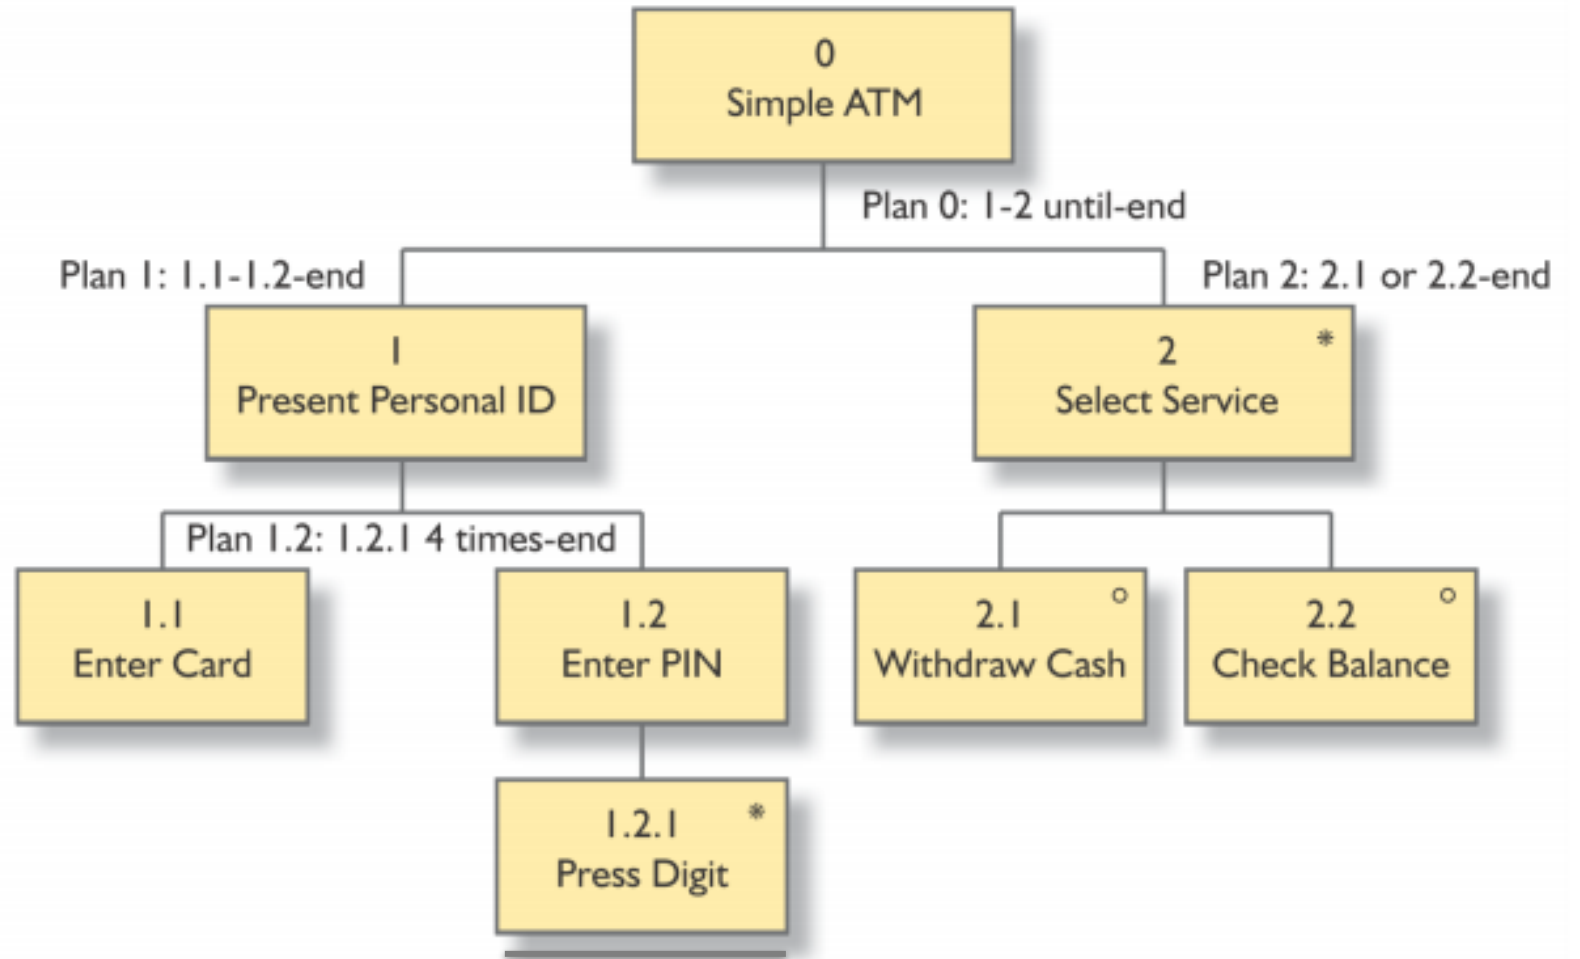 0
Simple ATM
Plan 0: 1-2 until-end
Plan 1: 1.1-1.2-end
Plan 2: 2.1 or 2.2-end
1
Present Personal ID
2 *
Select Service
Plan 1.2: 1.2.1 4 times-end
1.1
Enter Card
1.2
Enter PIN
2.1
Withdraw Cash
2.2
Check Balance
1.2.1 *
Press Digit